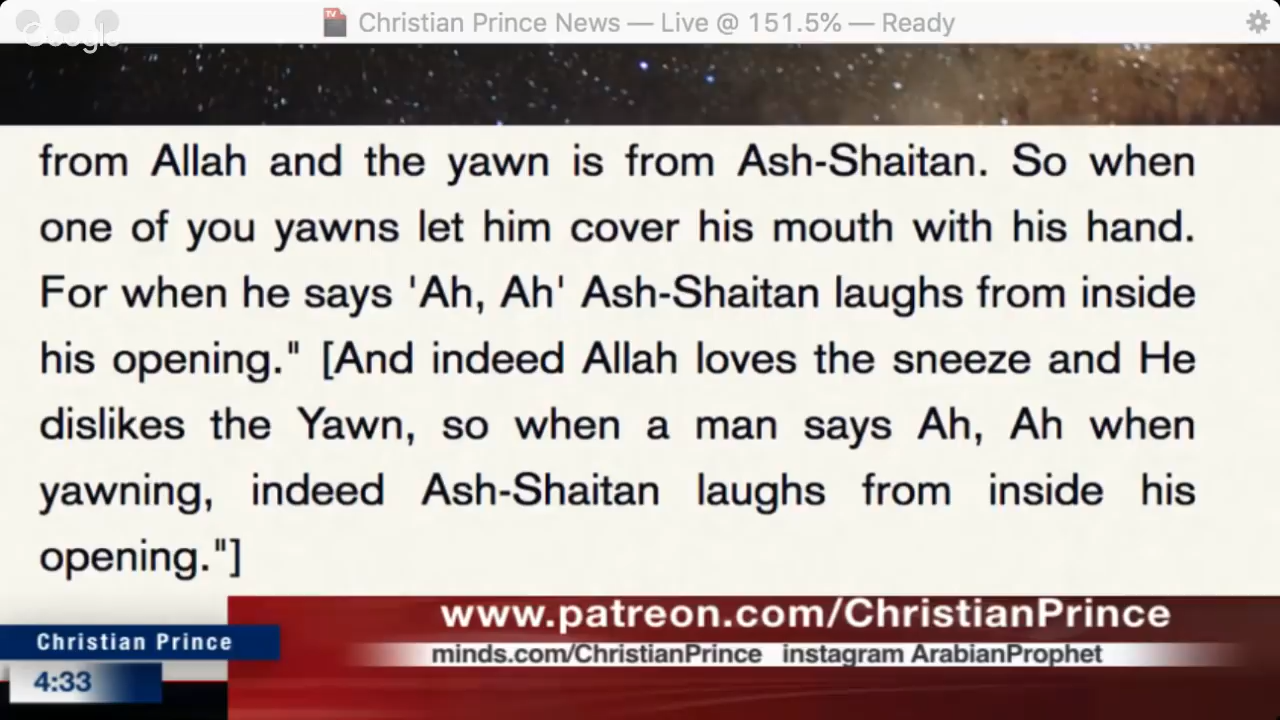 Christian Prince News — Live @ 151.5% — Ready
Google
from Allah and the yawn is from Ash-Shaitan. So when
one of you yawns let him cover his mouth with his hand.
For when he says 'Ah, Ah' Ash-Shaitan laughs from inside
his opening." [And indeed Allah loves the sneeze and He
dislikes the Yawn, so when a man says Ah, Ah when
yawning, indeed Ash-Shaitan laughs from inside his
opening."]
www.patreon.com/ChristianPrince
Christian Prince
minds.com/ChristianPrince instagram ArabianProphet
4:33